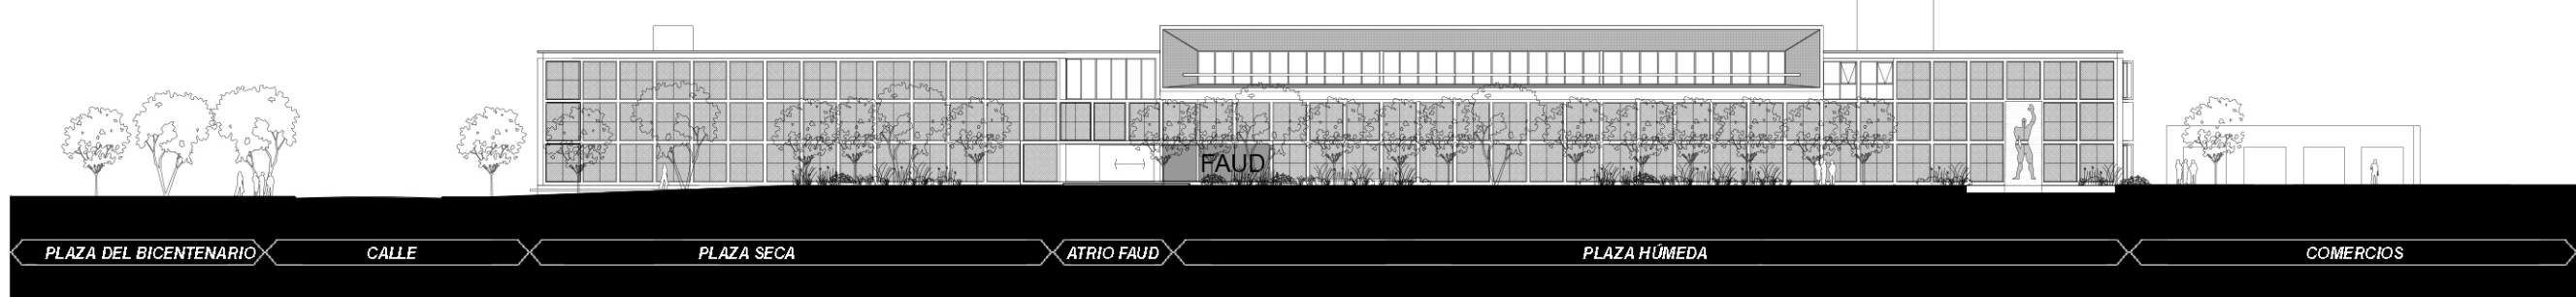 FAUD
PLAZA DEL BICENTENARIO
CALLE
PLAZA SECA
ATRIO FAUD
PLAZA HÚMEDA
COMERCIOS